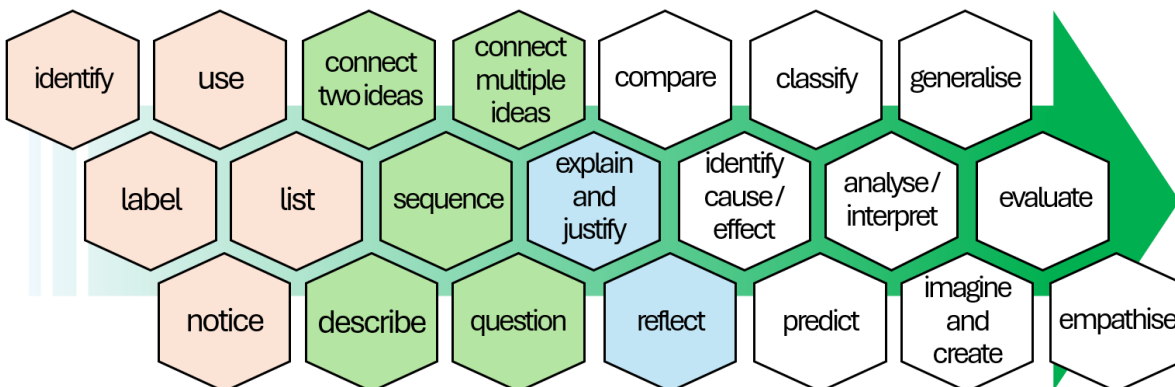 identify
use
connect
two ideas
connect
multiple
ideas
compare
classify
generalise
label
list
sequence
explain
and
justify
identify
cause/
effect
analyse/
interpret
evaluate
notice
describe
question
reflect
predict
imagine
and
create
empathise